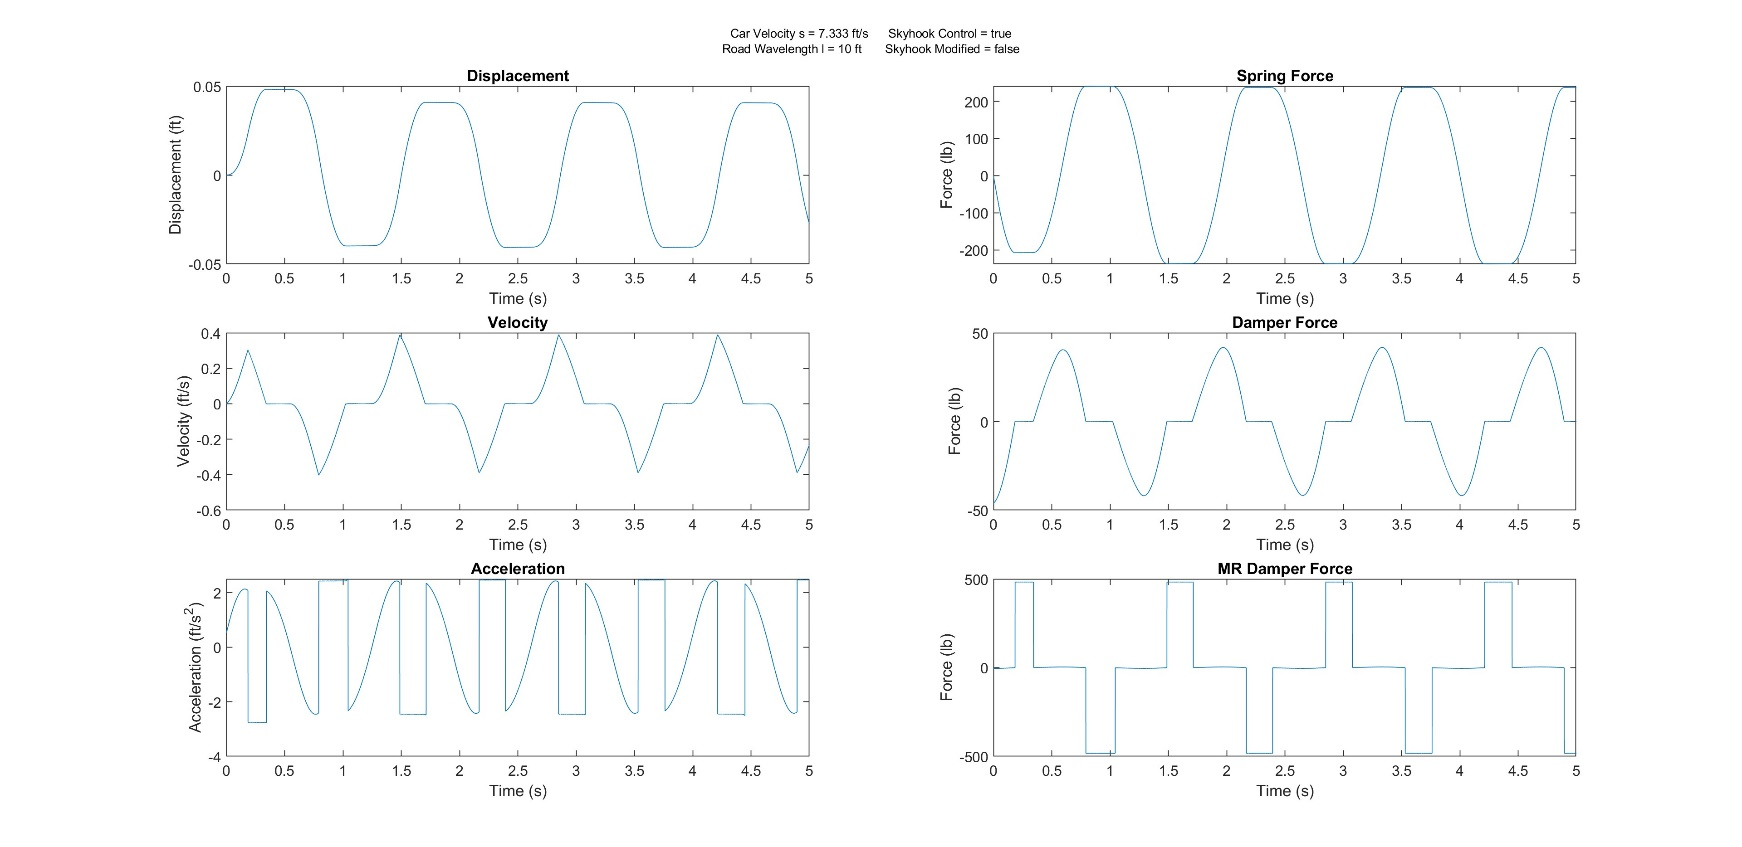 Car Velocity s = 7.333 ft/s Skyhook Control = true
Road Wavelength l = 10 ft Skyhook Modified = false
Displacement
0.05
0
-0.05
Displacement (ft)
0 0.5 1 1.5 2 2.5 3 3.5 4 4.5 5
Time (s)
Spring Force
200
100
0
-100
-200
Force (lb)
0 0.5 1 1.5 2 2.5 3 3.5 4 4.5 5
Time (s)
Velocity
0.4
0.2
0
-0.2
-0.4
-0.6
Velocity (ft/s)
0 0.5 1 1.5 2 2.5 3 3.5 4 4.5 5
Time (s)
Damper Force
50
0
-50
Force (lb)
0 0.5 1 1.5 2 2.5 3 3.5 4 4.5 5
Time (s)
Acceleration
2
0
-2
-4
Acceleration (ft/s²)
0 0.5 1 1.5 2 2.5 3 3.5 4 4.5 5
Time (s)
MR Damper Force
500
0
-500
Force (lb)
0 0.5 1 1.5 2 2.5 3 3.5 4 4.5 5
Time (s)